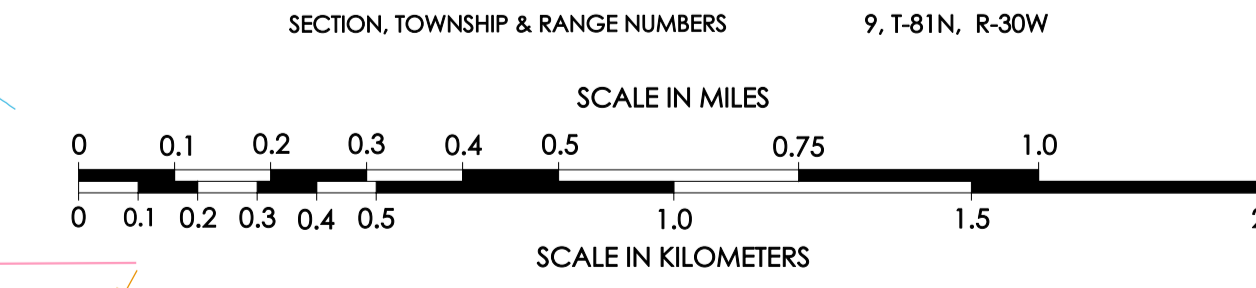 SECTION, TOWNSHIP & RANGE NUMBERS 9, T-81N, R-30W
SCALE IN MILES
0 0.1 0.2 0.3 0.4 0.5 0.75 1.0
0 0.1 0.2 0.3 0.4 0.5 1.0 1.5
SCALE IN KILOMETERS